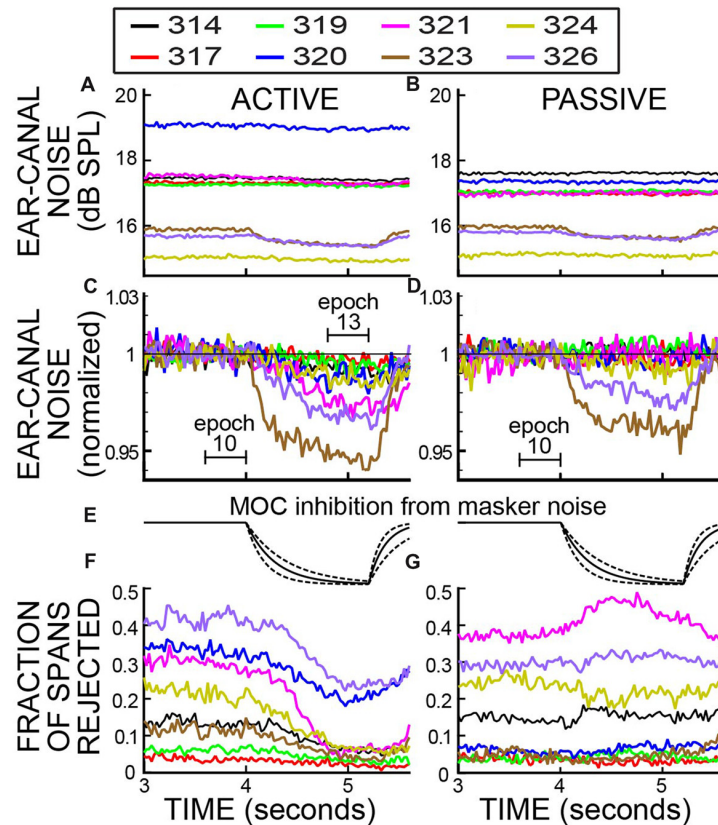 314 319 321 324
317 320 323 326
A B
ACTIVE PASSIVE
EAR-CANAL
NOISE
(dB SPL)
20 20
18 18
16 16
C D
EAR-CANAL
NOISE
(normalized)
1.03 1.03
1 1
0.95 0.95
epoch
13
epoch
10
epoch
10
E MOC inhibition from masker noise
F G
FRACTION
OF SPANS
REJECTED
0.5 0.5
0.4 0.4
0.3 0.3
0.2 0.2
0.1 0.1
0 0
3 4 5 3 4 5
TIME (seconds) TIME (seconds)